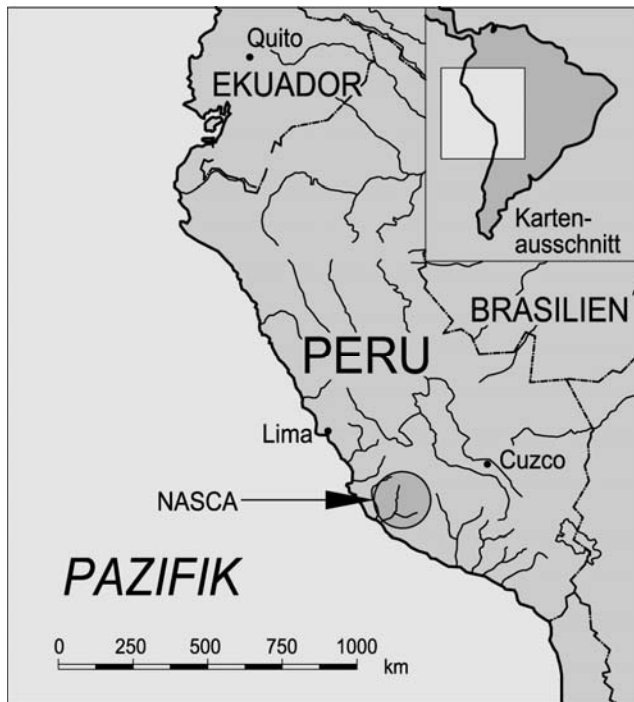 Quito
EKUADOR
Karten-
ausschnitt
BRASILIEN
PERU
Lima
Cuzco
NASCA
PAZIFIK
0 250 500 750 1000
km